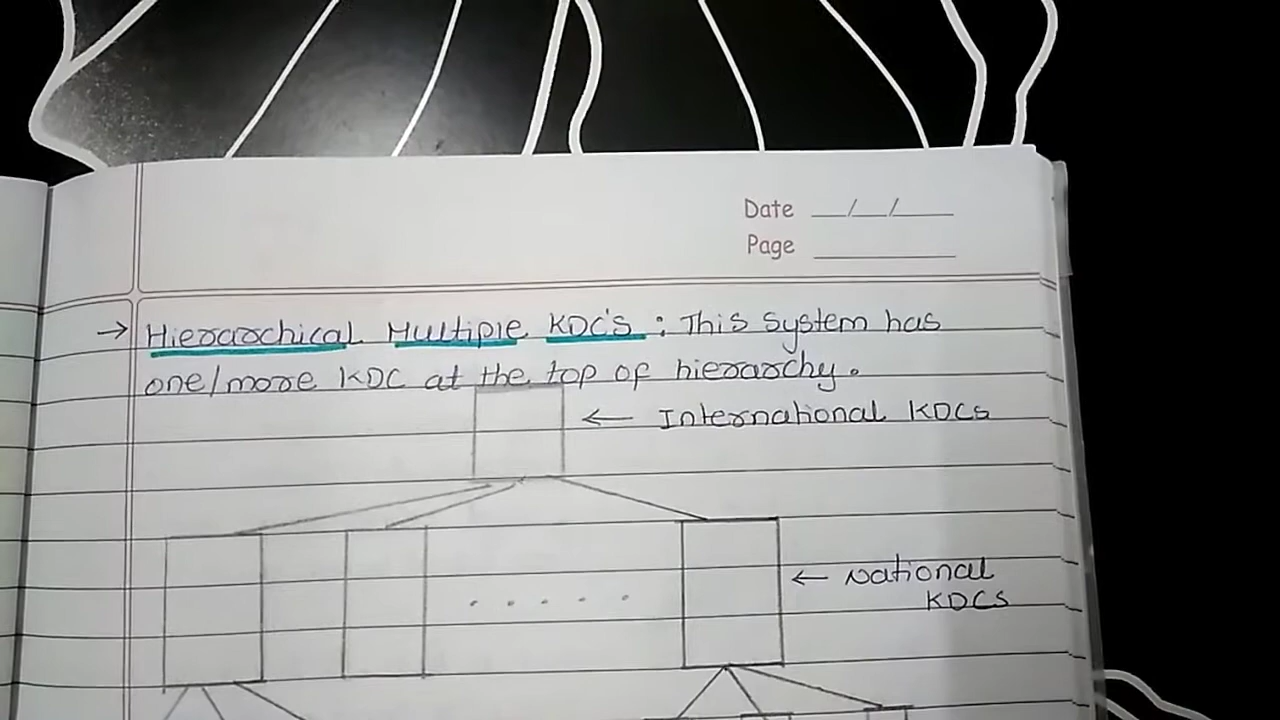 Date __/__/____
Page ________
→ Hierarchical Multiple KDC's : This system has
one/more KDC at the top of hierarchy.
← International KDCs
. . . . .
← National
KDCs